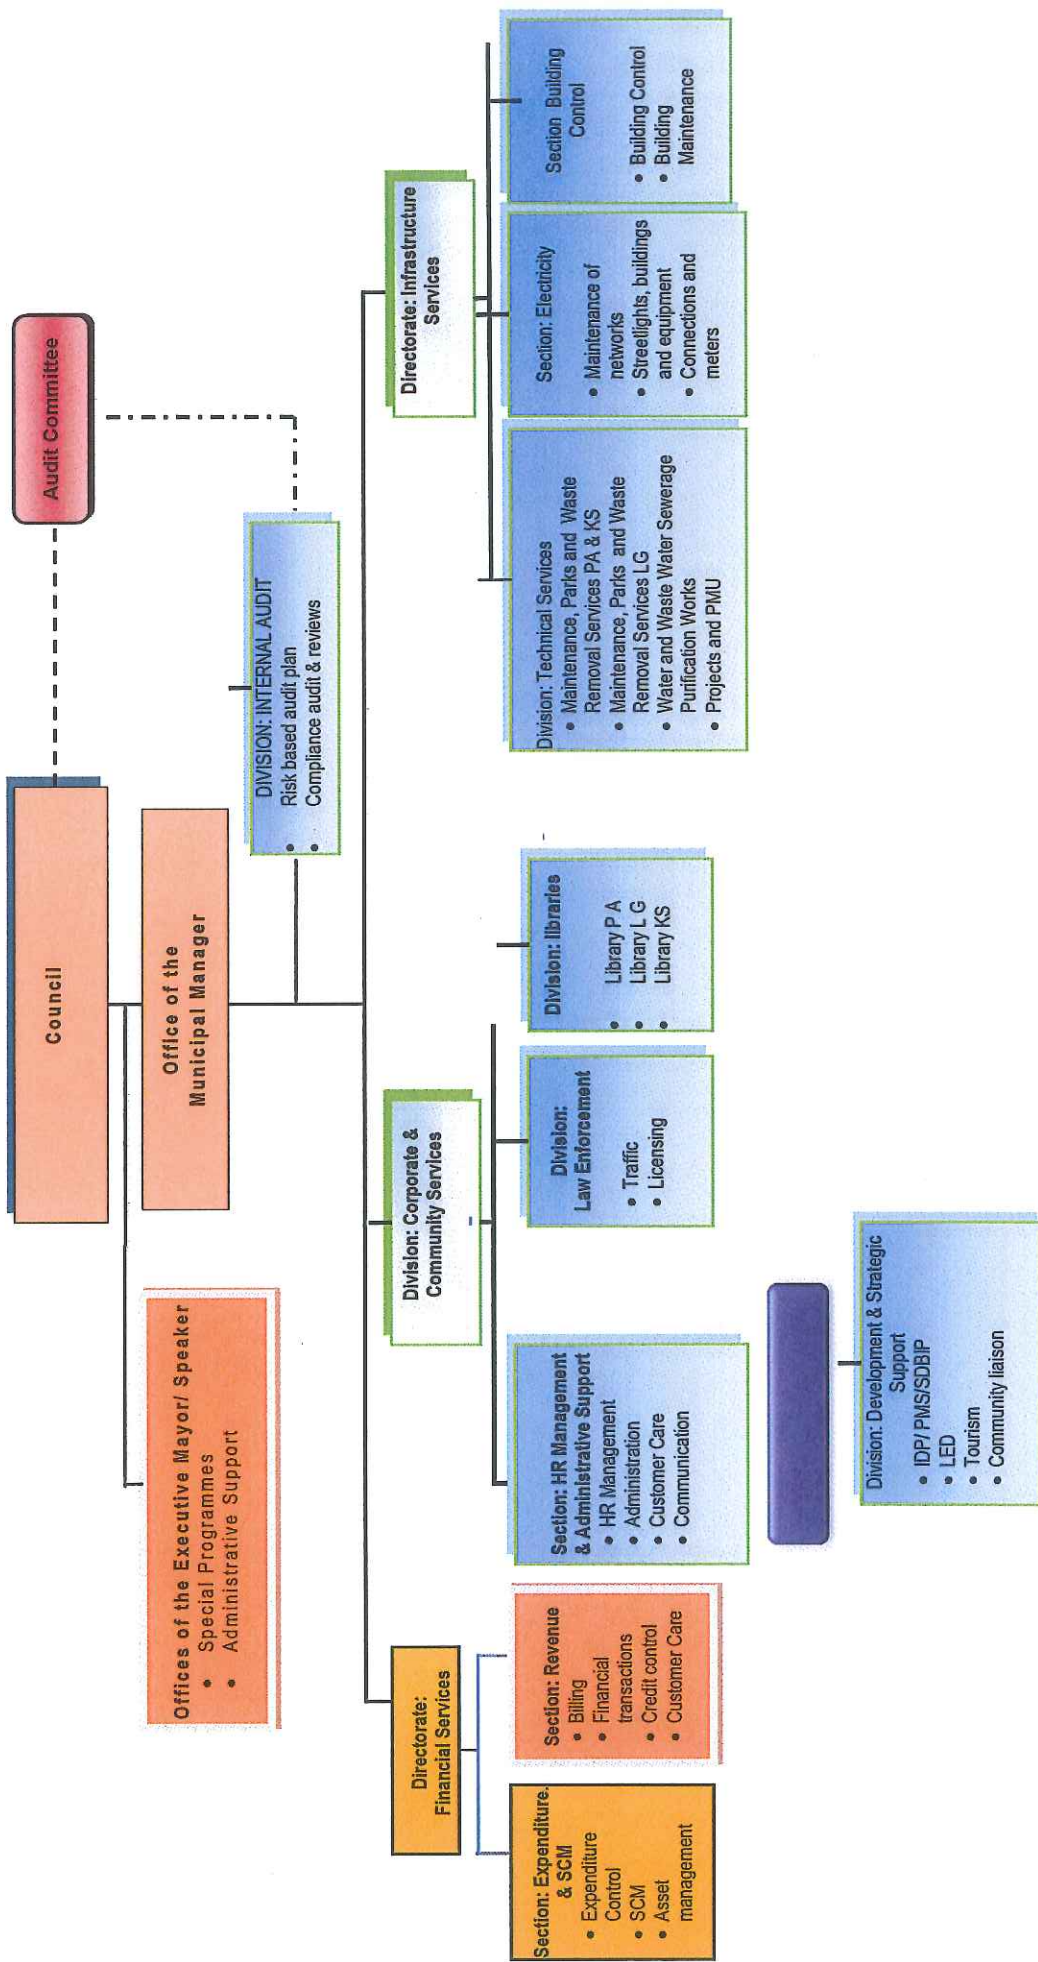 Council
Audit Committee
Offices of the Executive Mayor/ Speaker
• Special Programmes
• Administrative Support
Office of the
Municipal Manager
DIVISION: INTERNAL AUDIT
• Risk based audit plan
• Compliance audit & reviews
Directorate:
Financial Services
Division: Corporate &
Community Services
Directorate: Infrastructure
Services
Section: Expenditure.
& SCM
• Expenditure
Control
• SCM
• Asset
management
Section: Revenue
• Billing
• Financial
transactions
• Credit control
• Customer Care
Section: HR Management
& Administrative Support
• HR Management
• Administration
• Customer Care
• Communication
Division:
Law Enforcement
• Traffic
• Licensing
Division: libraries
• Library P A
• Library L G
• Library KS
Division: Technical Services
• Maintenance, Parks and Waste
Removal Services PA & KS
• Maintenance, Parks and Waste
Removal Services LG
• Water and Waste Water Sewerage
Purification Works
• Projects and PMU
Section: Electricity
• Maintenance of
networks
• Streetlights, buildings
and equipment
• Connections and
meters
Section Building
Control
• Building Control
• Building
Maintenance
Division: Development & Strategic
Support
• IDP/ PMS/SDBIP
• LED
• Tourism
• Community liaison